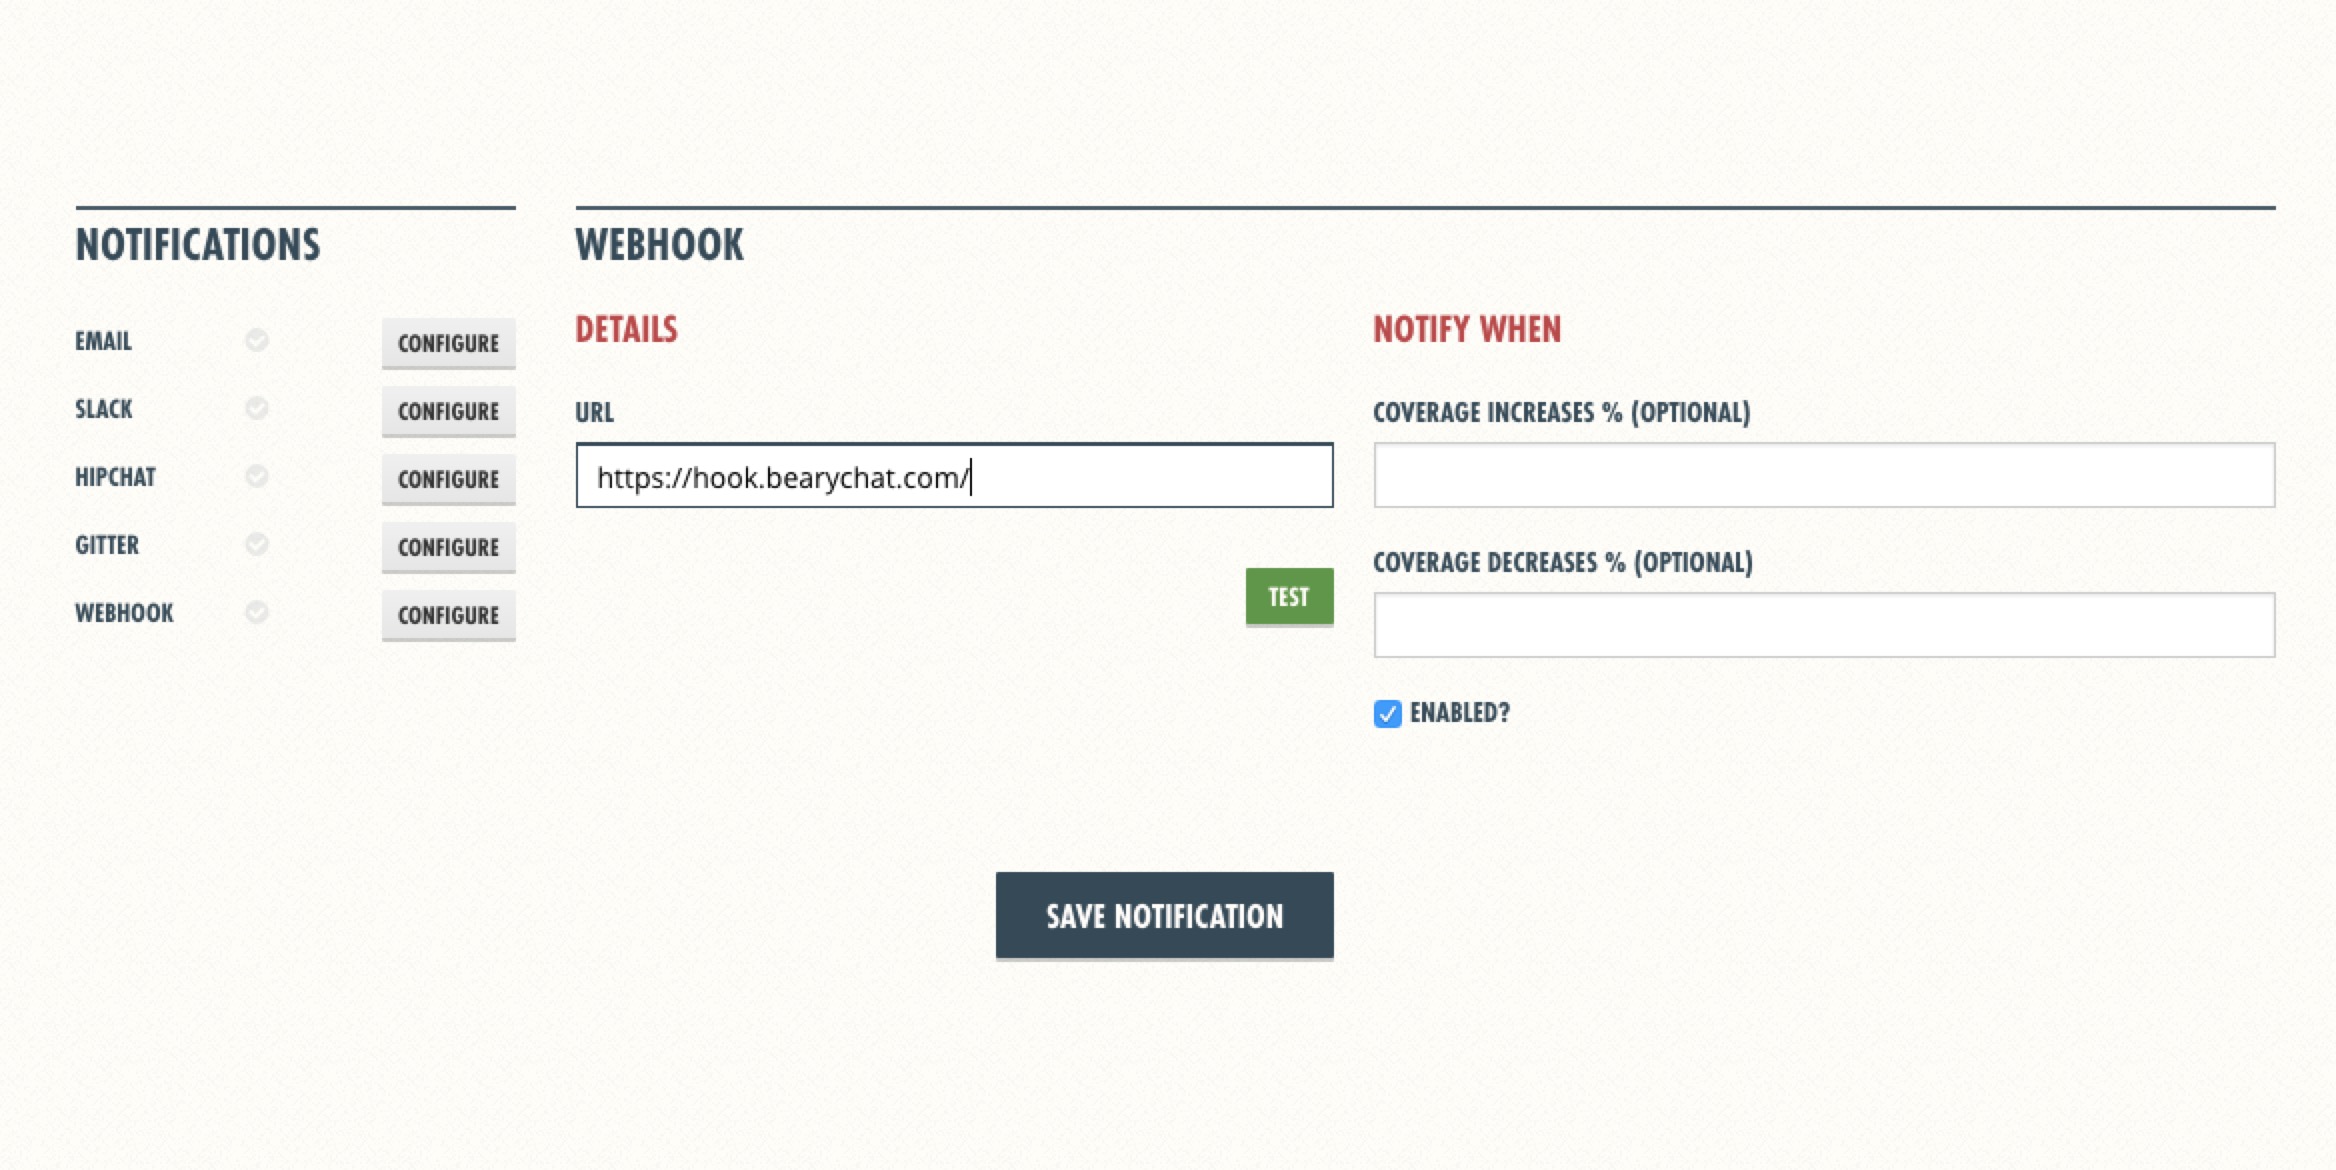 NOTIFICATIONS
EMAIL CONFIGURE
SLACK CONFIGURE
HIPCHAT CONFIGURE
GITTER CONFIGURE
WEBHOOK CONFIGURE
WEBHOOK
DETAILS
URL
https://hook.bearychat.com/
TEST
NOTIFY WHEN
COVERAGE INCREASES % (OPTIONAL)
COVERAGE DECREASES % (OPTIONAL)
ENABLED?
SAVE NOTIFICATION